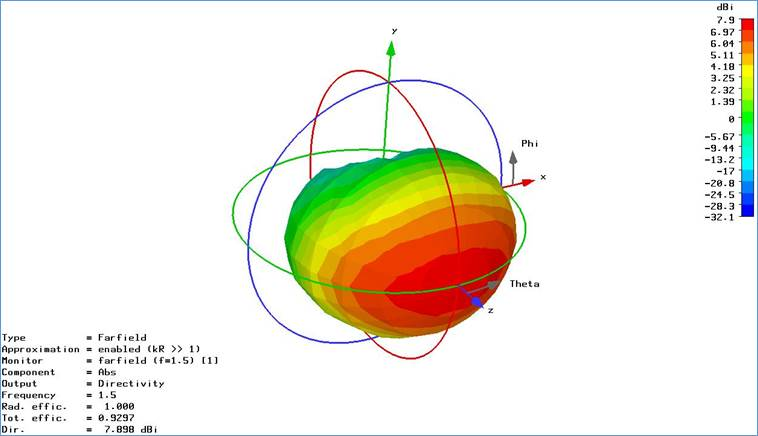 dBi
7.9
6.97
6.04
5.11
4.18
3.25
2.32
1.39
0
-5.67
-9.44
-13.2
-17
-20.8
-24.5
-28.3
-32.1
y
Phi
x
Theta
z
Type = Farfield
Approximation = enabled (kR >> 1)
Monitor = farfield (f=1.5) [1]
Component = Abs
Output = Directivity
Frequency = 1.5
Rad. effic. = 1.000
Tot. effic. = 0.9297
Dir. = 7.898 dBi